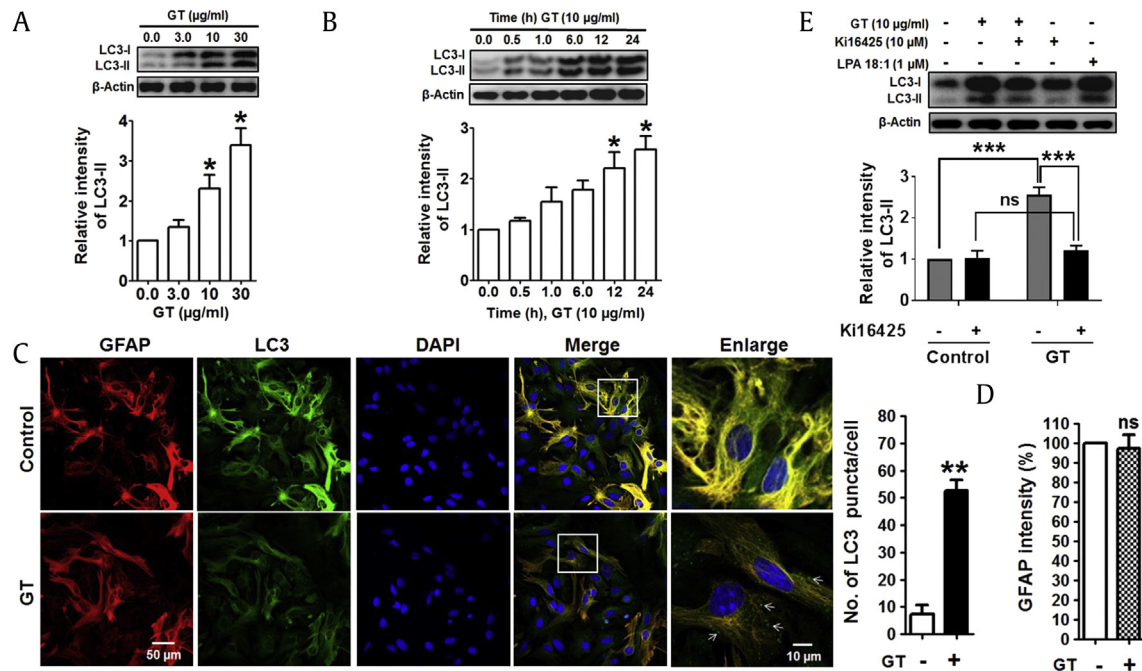 A
GT (µg/ml)
0.0 3.0 10 30
LC3-I
LC3-II
β-Actin
Relative intensity
of LC3-II
4
3
2
1
0
* *
0.0 3.0 10 30
GT (µg/ml)
B
Time (h) GT (10 µg/ml)
0.0 0.5 1.0 6.0 12 24
LC3-I
LC3-II
β-Actin
Relative intensity
of LC3-II
3
2
1
0
* *
0.0 0.5 1.0 6.0 12 24
Time (h), GT (10 µg/ml)
E
GT (10 µg/ml) - + + - -
Ki16425 (10 µM) - - + + -
LPA 18:1 (1 µM) - - - - +
LC3-I
LC3-II
β-Actin
Relative intensity
of LC3-II
3
2
1
0
*** ***
ns
Ki16425 - + - +
Control GT
C
GFAP LC3 DAPI Merge Enlarge
Control
GT
50 µm
10 µm
D
No. of LC3 puncta/cell
80
70
60
50
40
30
20
10
0
**
GT - +
GFAP intensity (%)
110
100
90
80
70
60
50
40
30
20
10
0
ns
GT - +